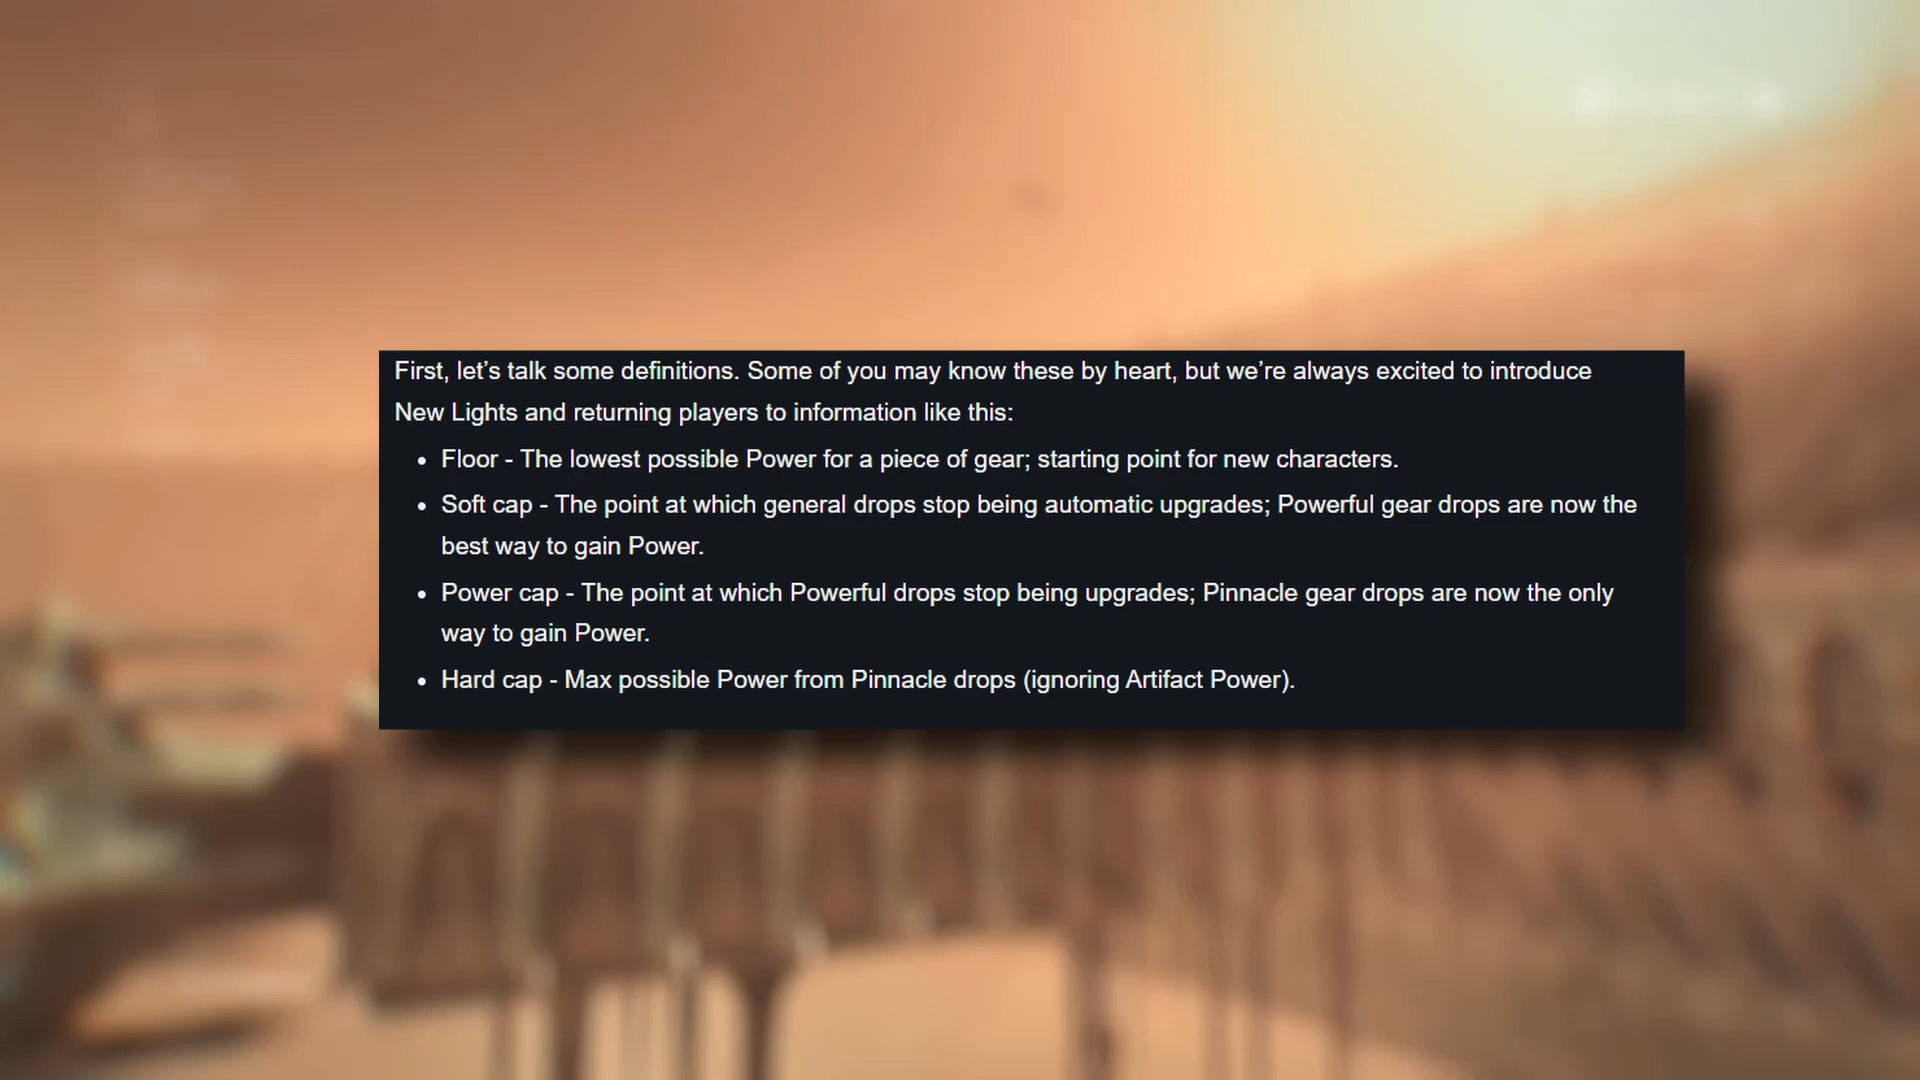 First, let’s talk some definitions. Some of you may know these by heart, but we’re always excited to introduce
New Lights and returning players to information like this:
• Floor - The lowest possible Power for a piece of gear; starting point for new characters.
• Soft cap - The point at which general drops stop being automatic upgrades; Powerful gear drops are now the
best way to gain Power.
• Power cap - The point at which Powerful drops stop being upgrades; Pinnacle gear drops are now the only
way to gain Power.
• Hard cap - Max possible Power from Pinnacle drops (ignoring Artifact Power).